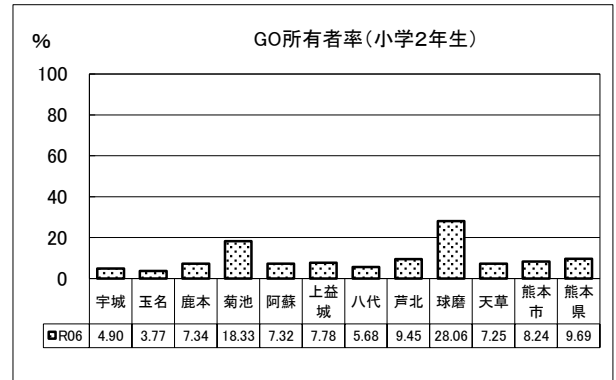 GO所有者率(小学2年生)
%
100
80
60
40
20
0
宇城 玉名 鹿本 菊池 阿蘇 上益城 八代 芦北 球磨 天草 熊本市 熊本県
R06 4.90 3.77 7.34 18.33 7.32 7.78 5.68 9.45 28.06 7.25 8.24 9.69